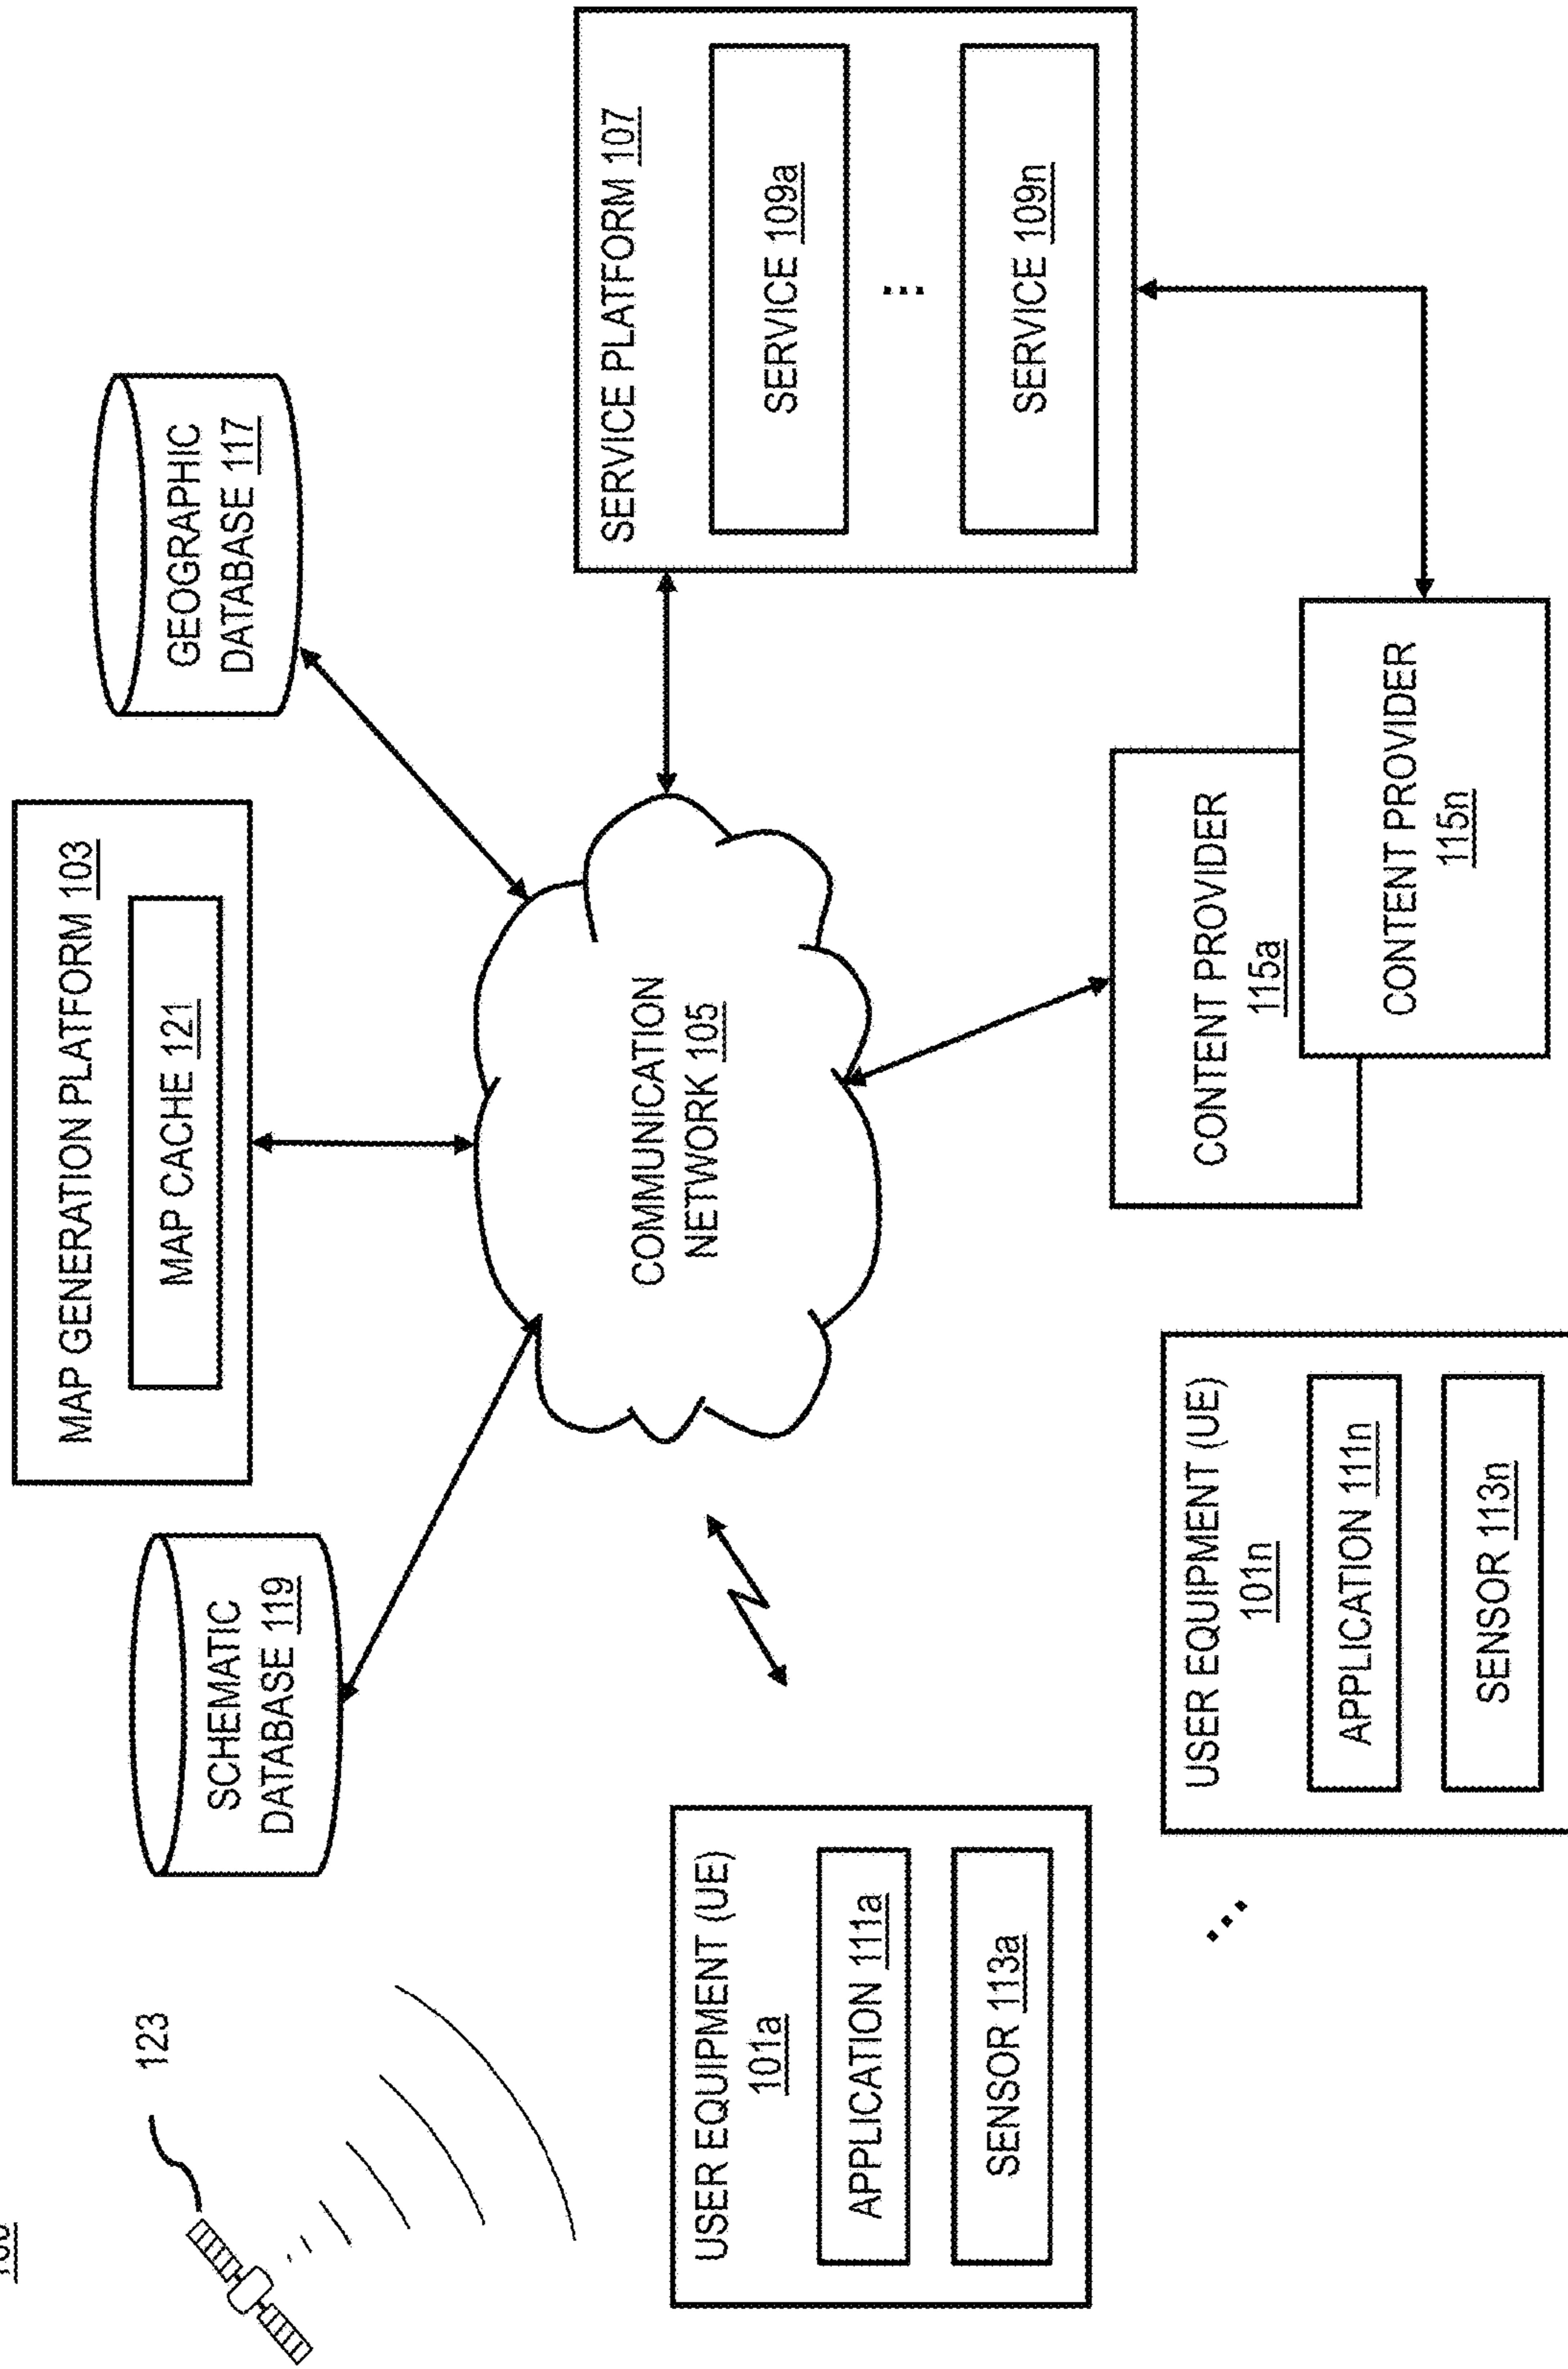 123
SCHEMATIC
DATABASE 119
MAP GENERATION PLATFORM 103
MAP CACHE 121
GEOGRAPHIC
DATABASE 117
COMMUNICATION
NETWORK 105
SERVICE PLATFORM 107
SERVICE 109a
...
SERVICE 109n
USER EQUIPMENT (UE)
101a
APPLICATION 111a
SENSOR 113a
...
USER EQUIPMENT (UE)
101n
APPLICATION 111n
SENSOR 113n
CONTENT PROVIDER
115a
CONTENT PROVIDER
115n